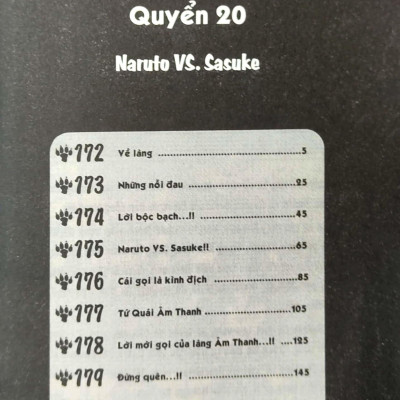 Quyển 20
Naruto VS. Sasuke
172 Về làng ........................................ 5
173 Những nỗi đau ........................... 25
174 Lời bộc bạch...!! ......................... 45
175 Naruto VS. Sasuke!! .................... 65
176 Cái gọi là kình địch ..................... 85
177 Tứ Quái Âm Thanh ...................... 105
178 Lời mời gọi của làng Âm Thanh...!! .... 125
179 Đừng quên...!! ............................ 145